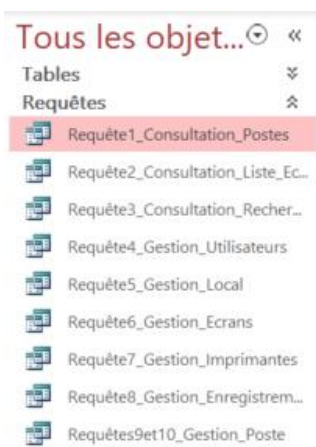 Tous les objet...
Tables
Requêtes
Requête1_Consultation_Postes
Requête2_Consultation_Liste_Ec...
Requête3_Consultation_Recher...
Requête4_Gestion_Utilisateurs
Requête5_Gestion_Local
Requête6_Gestion_Ecrans
Requête7_Gestion_Imprimantes
Requête8_Gestion_Enregistrem...
Requêtes9et10_Gestion_Poste